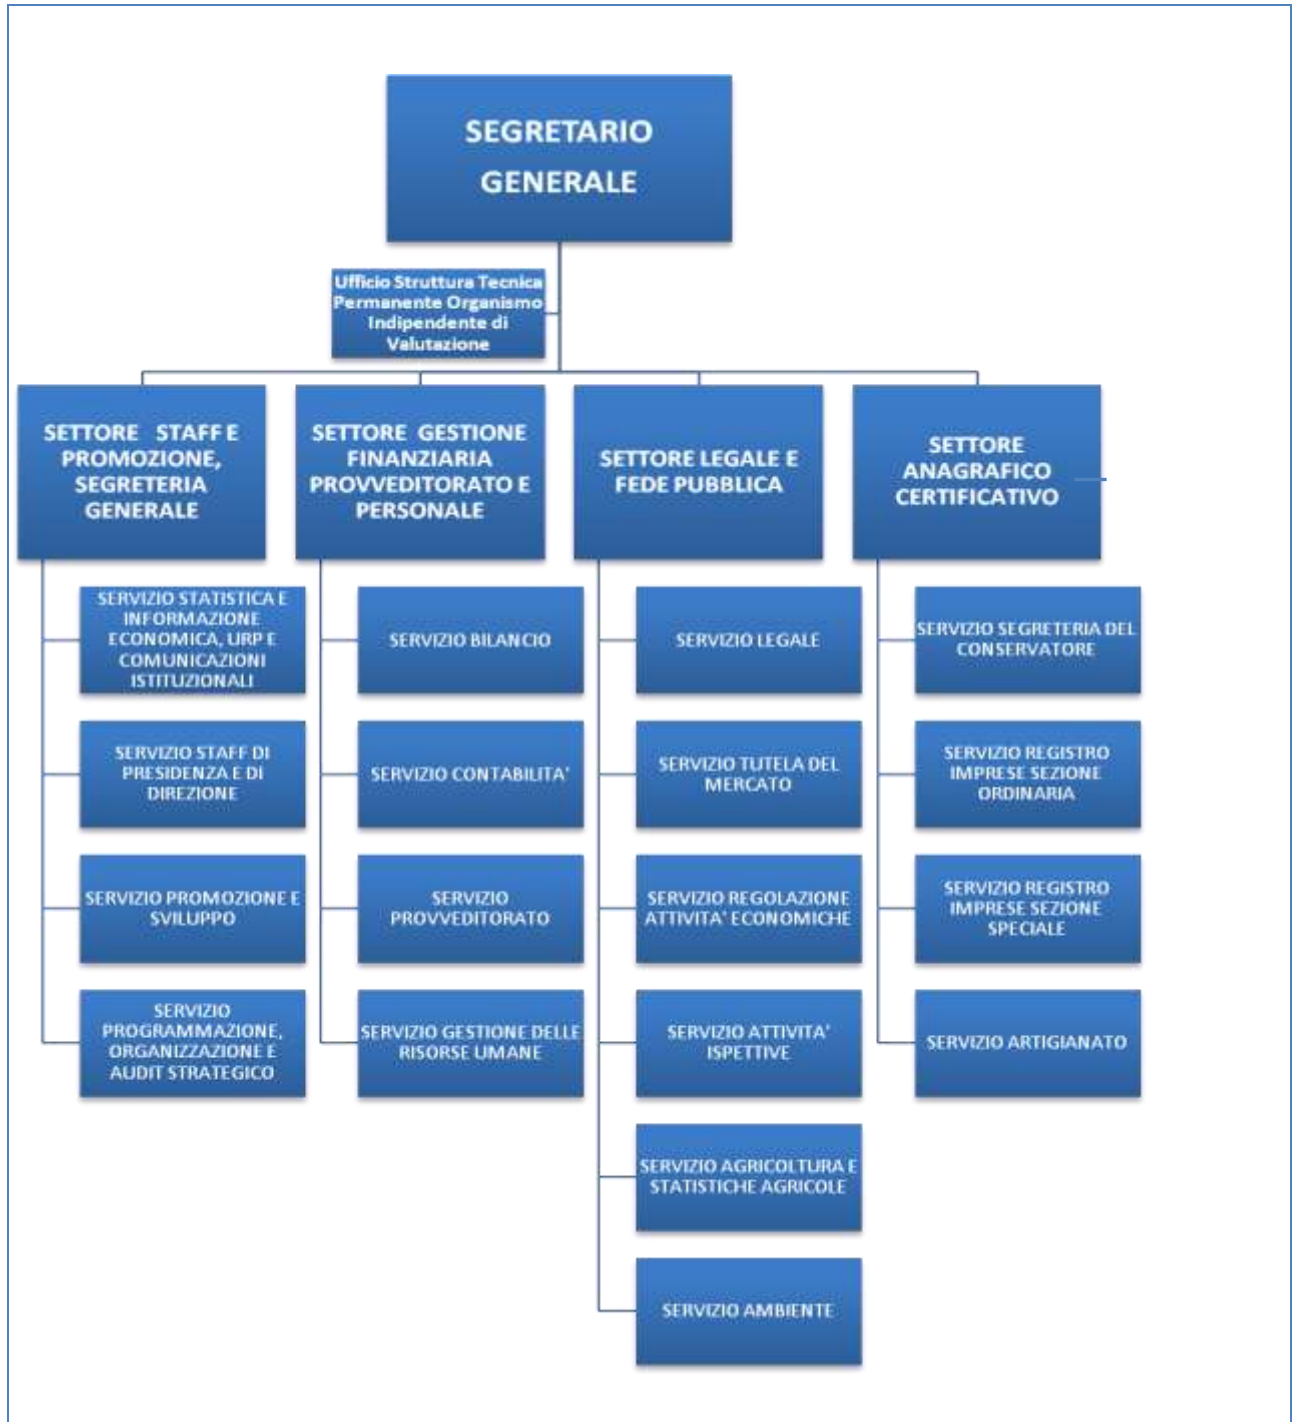 SEGRETARIO
GENERALE
Ufficio Struttura Tecnica
Permanente Organismo
Indipendente di
Valutazione
SETTORE STAFF E
PROMOZIONE,
SEGRETERIA
GENERALE
SETTORE GESTIONE
FINANZIARIA
PROVVEDITORATO E
PERSONALE
SETTORE LEGALE E
FEDE PUBBLICA
SETTORE
ANAGRAFICO
CERTIFICATIVO
SERVIZIO STATISTICA E
INFORMAZIONE
ECONOMICA, URP E
COMUNICAZIONI
ISTITUZIONALI
SERVIZIO STAFF DI
PRESIDENZA E DI
DIREZIONE
SERVIZIO PROMOZIONE E
SVILUPPO
SERVIZIO
PROGRAMMAZIONE,
ORGANIZZAZIONE E
AUDIT STRATEGICO
SERVIZIO BILANCIO
SERVIZIO CONTABILITA'
SERVIZIO
PROVVEDITORATO
SERVIZIO GESTIONE DELLE
RISORSE UMANE
SERVIZIO LEGALE
SERVIZIO TUTELA DEL
MERCATO
SERVIZIO REGOLAZIONE
ATTIVITA' ECONOMICHE
SERVIZIO ATTIVITA'
ISPETTIVE
SERVIZIO AGRICOLTURA E
STATISTICHE AGRICOLE
SERVIZIO AMBIENTE
SERVIZIO SEGRETERIA DEL
CONSERVATORE
SERVIZIO REGISTRO
IMPRESE SEZIONE
ORDINARIA
SERVIZIO REGISTRO
IMPRESE SEZIONE
SPECIALE
SERVIZIO ARTIGIANATO